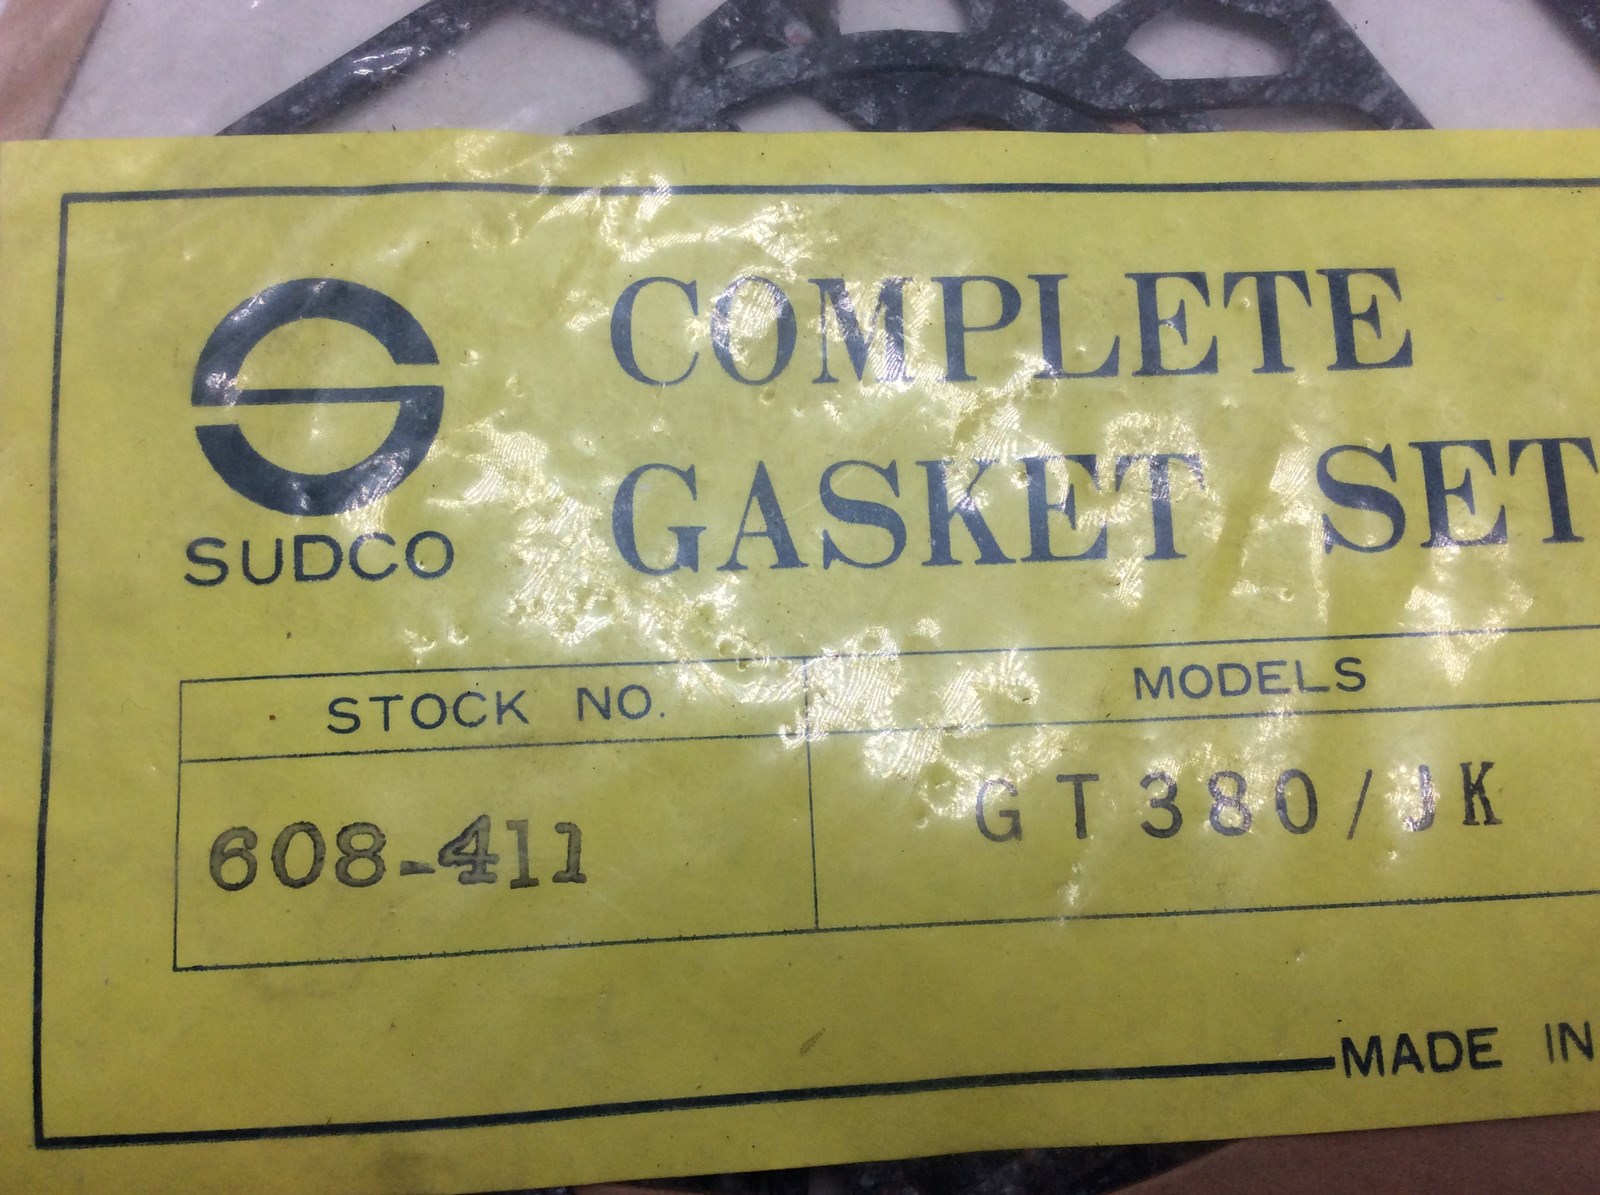 COMPLETE
GASKET SET
SUDCO
STOCK NO. MODELS
608-411 GT380/JK
MADE IN